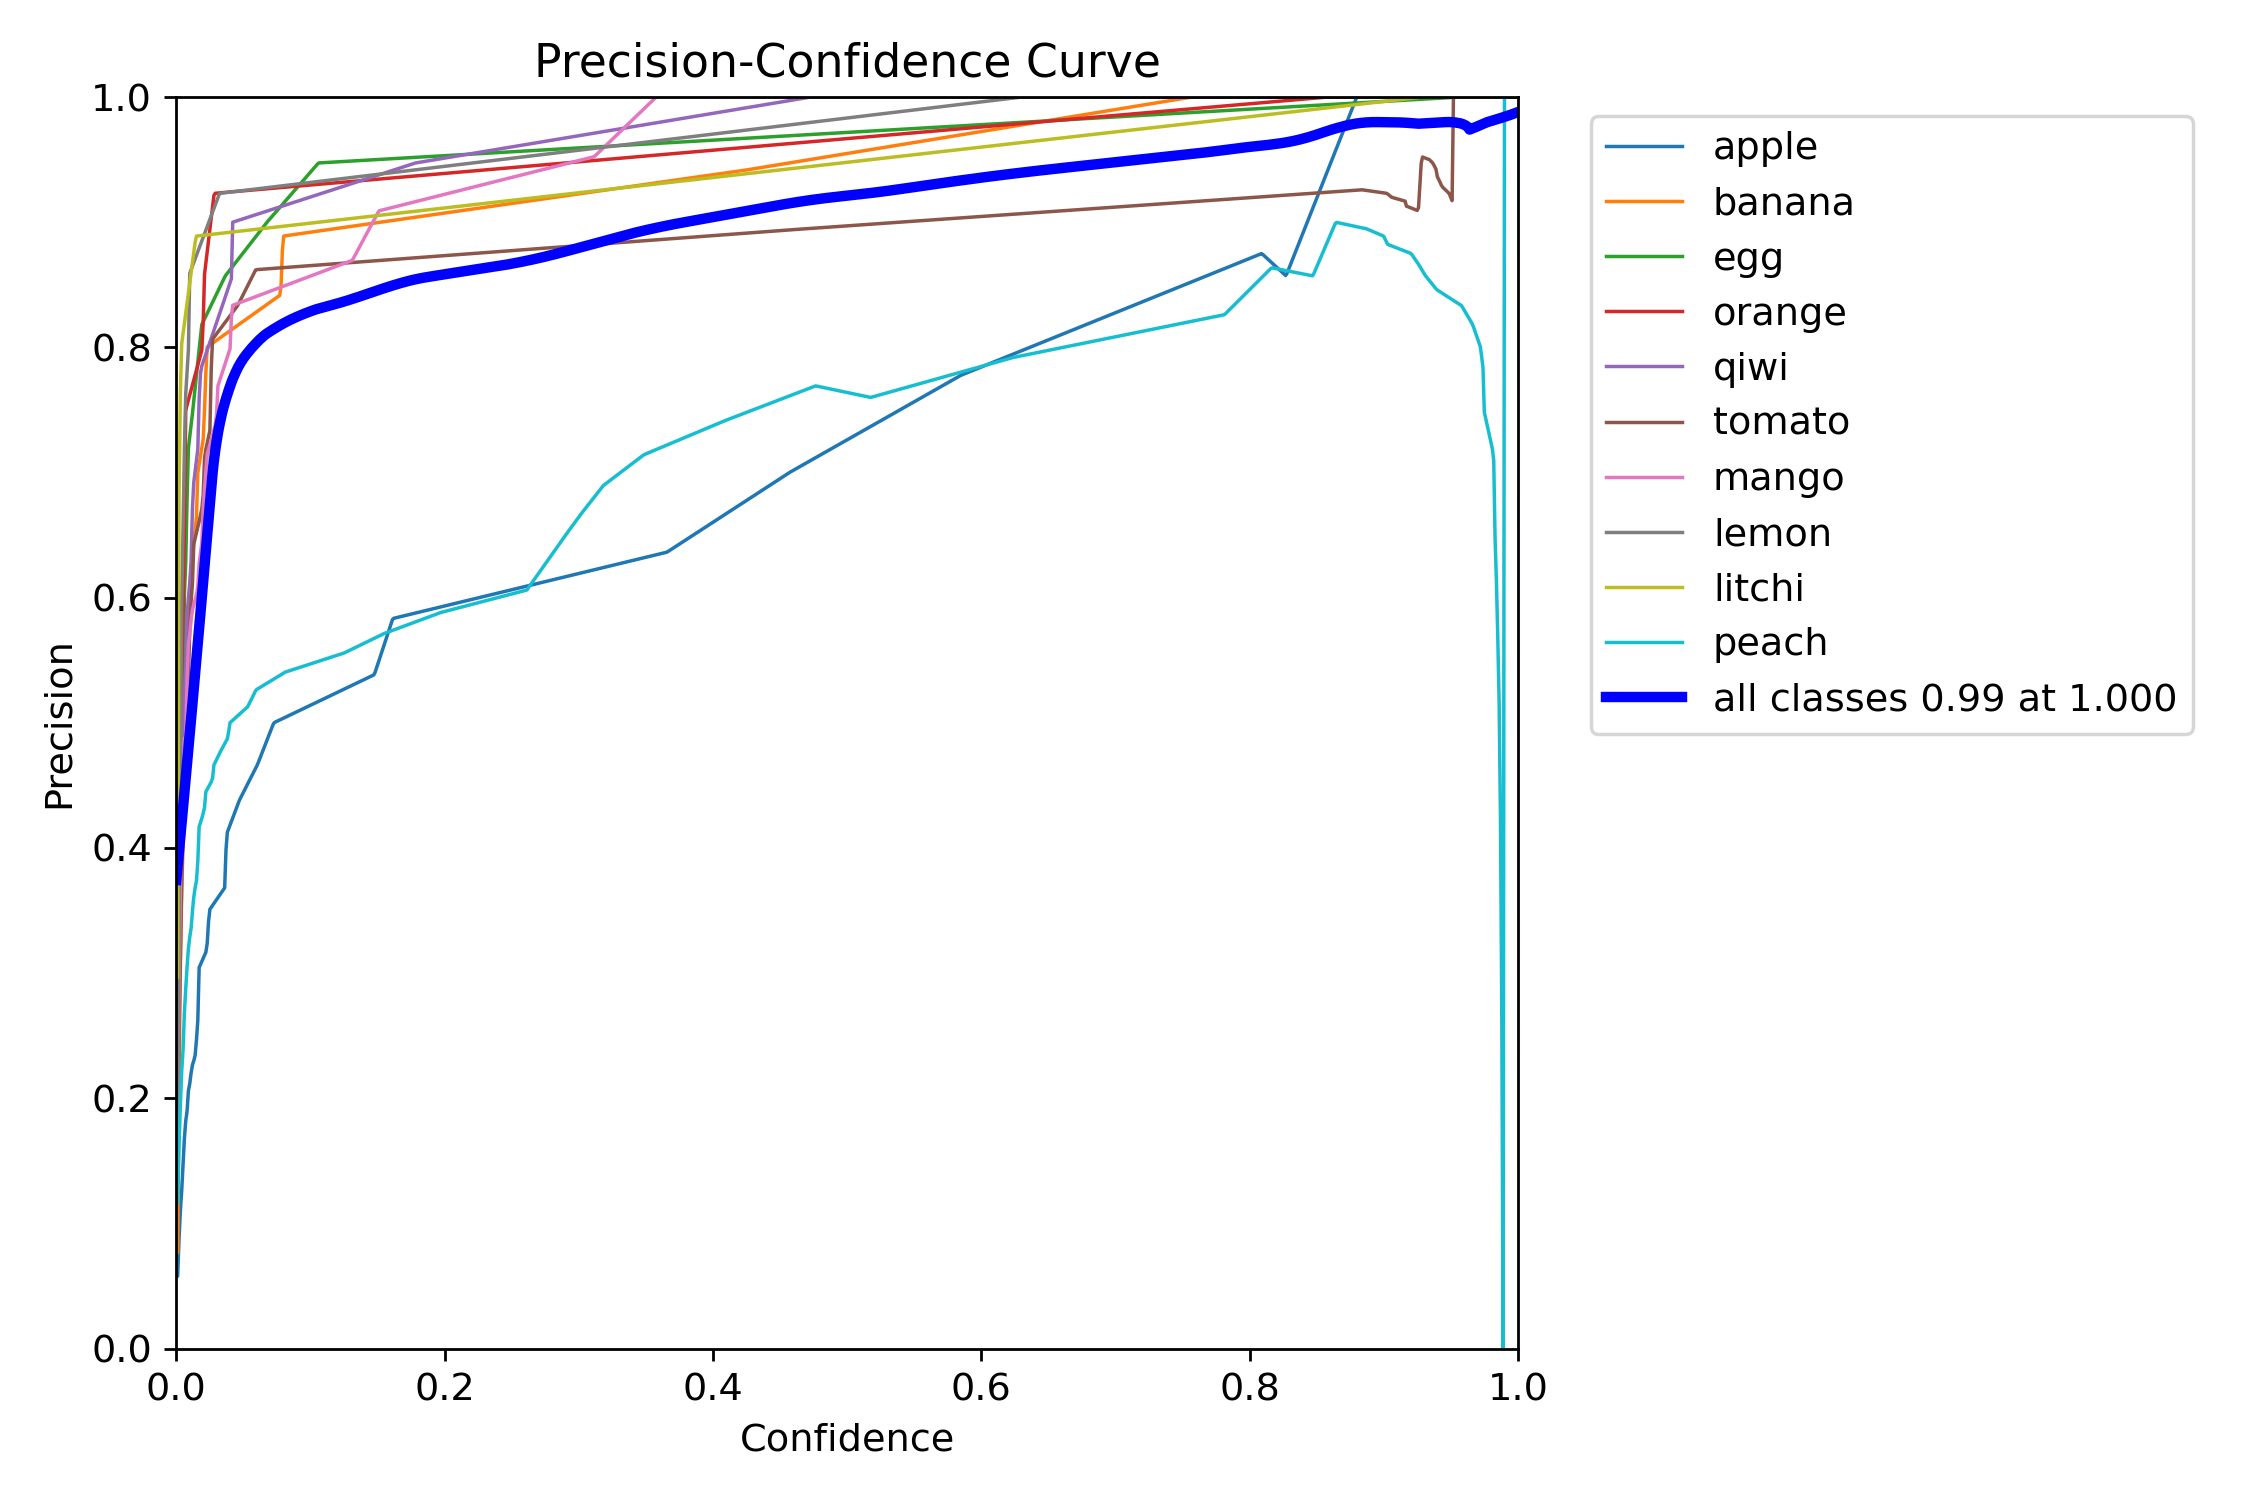 Precision-Confidence Curve
1.0
0.8
0.6
0.4
0.2
0.0
Precision
0.0 0.2 0.4 0.6 0.8 1.0
Confidence
apple
banana
egg
orange
qiwi
tomato
mango
lemon
litchi
peach
all classes 0.99 at 1.000